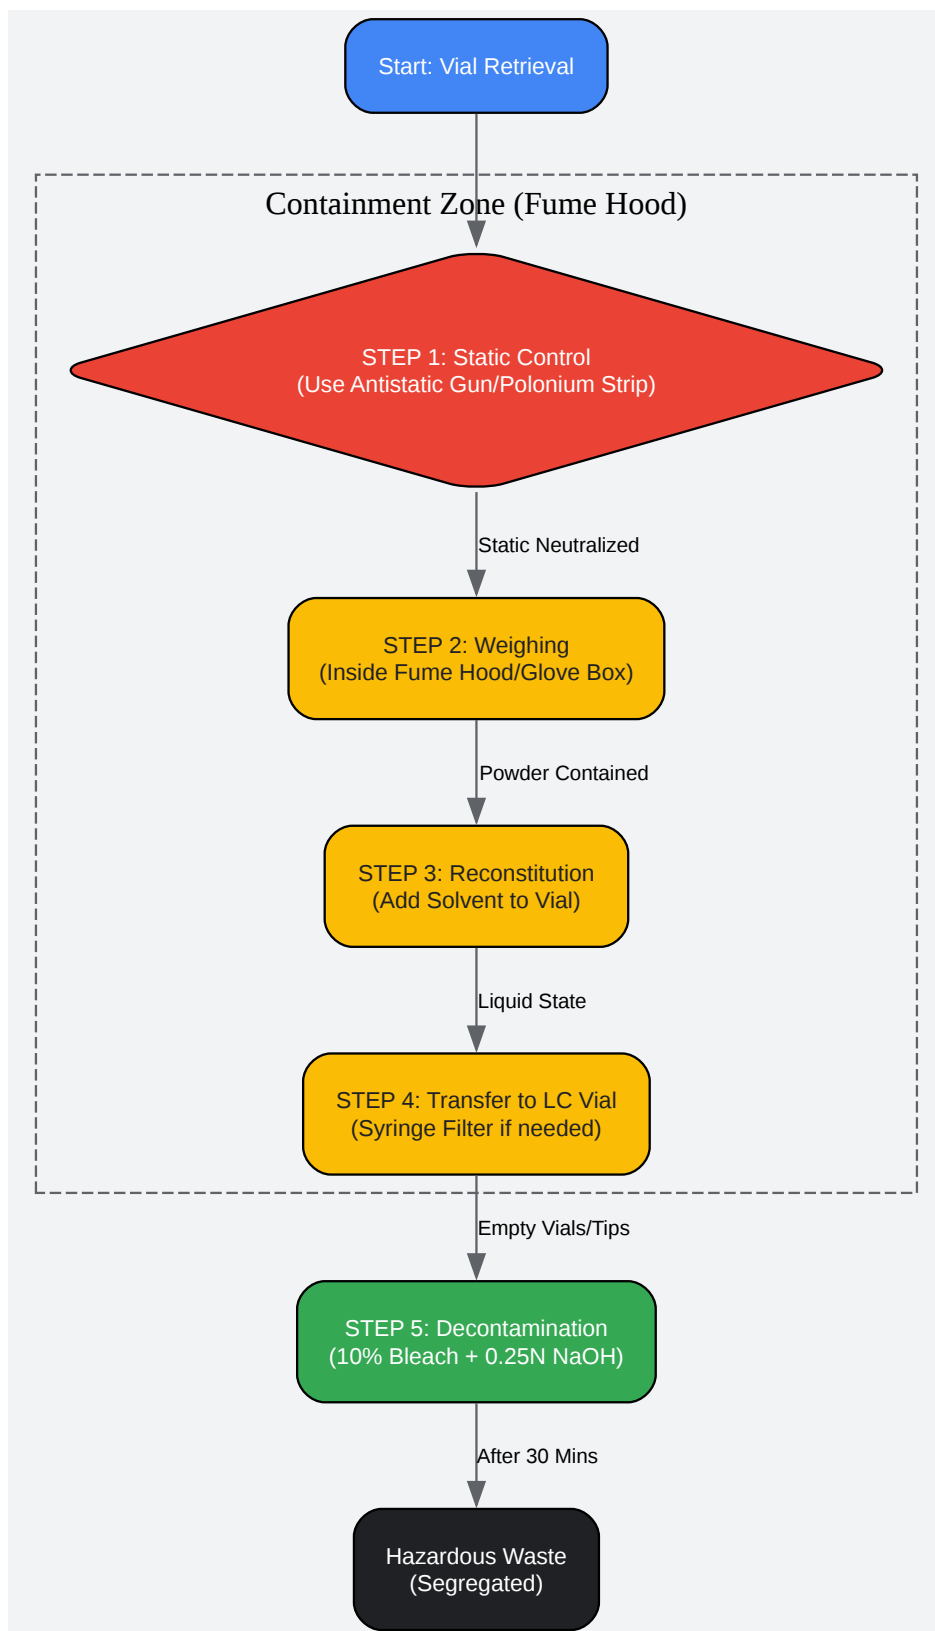 Start: Vial Retrieval
Containment Zone (Fume Hood)
STEP 1: Static Control
(Use Antistatic Gun/Polonium Strip)
Static Neutralized
STEP 2: Weighing
(Inside Fume Hood/Glove Box)
Powder Contained
STEP 3: Reconstitution
(Add Solvent to Vial)
Liquid State
STEP 4: Transfer to LC Vial
(Syringe Filter if needed)
Empty Vials/Tips
STEP 5: Decontamination
(10% Bleach + 0.25N NaOH)
After 30 Mins
Hazardous Waste
(Segregated)